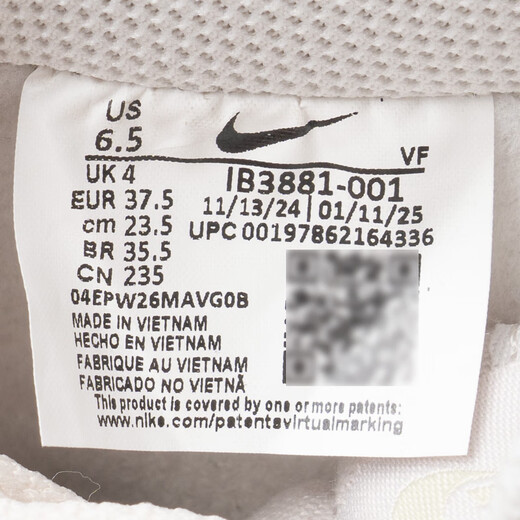 US
6.5
VF
UK 4
IB3881-001
EUR 37.5
11/13/24 | 01/11/25
cm 23.5
UPC 00197862164336
BR 35.5
CN 235
04EPW26MAVG0B
MADE IN VIETNAM
HECHO EN VIETNAM
FABRIQUE AU VIETNAM
FABRICADO NO VIETNÃ
This product is covered by one or more patents:
www.nike.com/patentsvirtualmarking